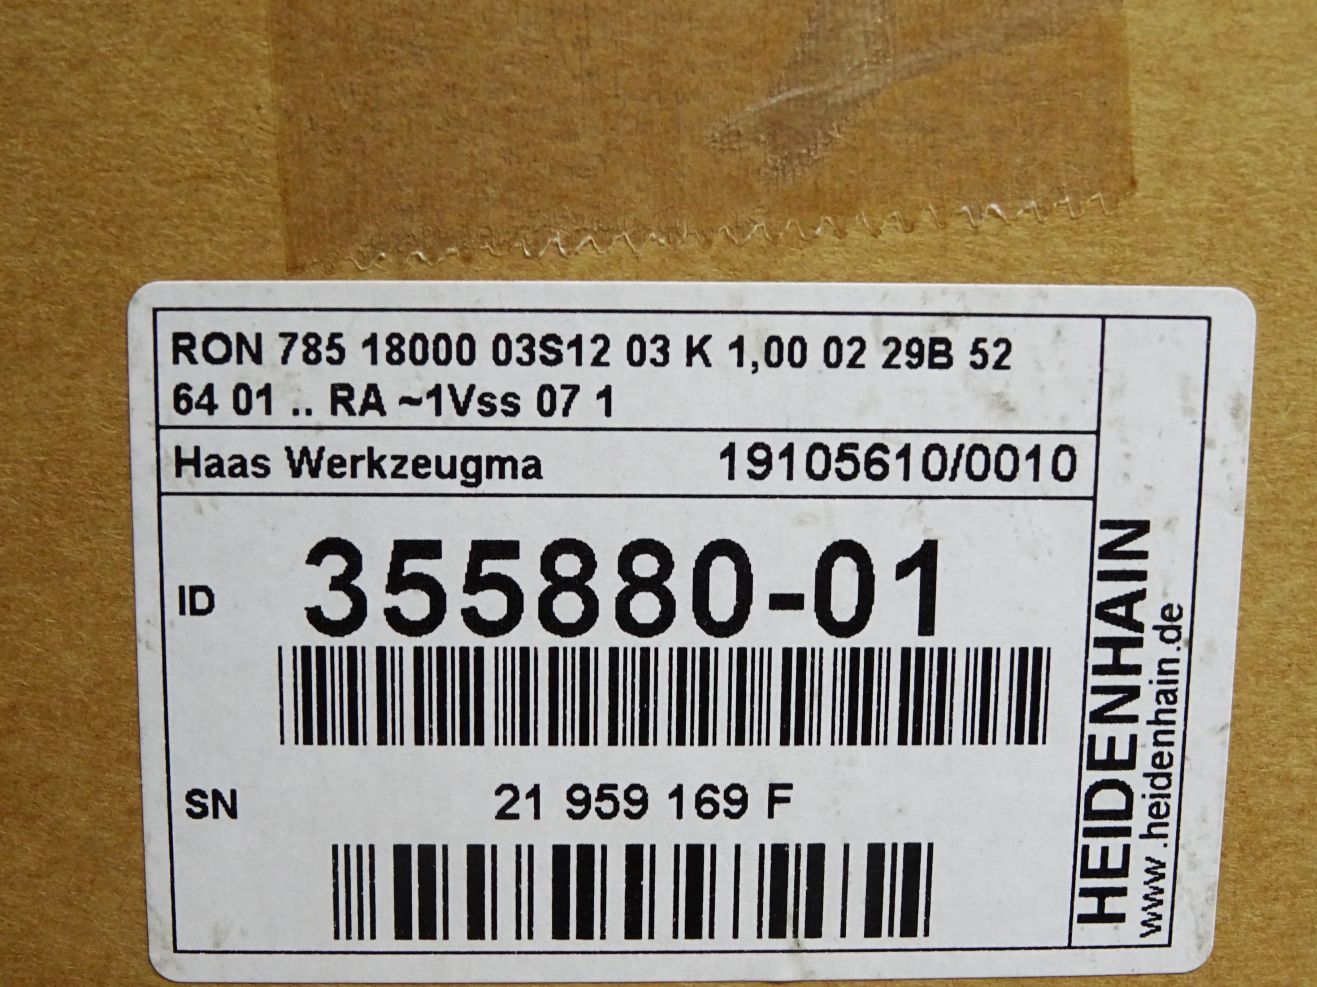 RON 785 18000 03S12 03 K 1,00 02 29B 52
64 01 .. RA ~1Vss 07 1
Haas Werkzeugma 19105610/0010
ID 355880-01
SN 21 959 169 F
HEIDENHAIN
www.heidenhain.de